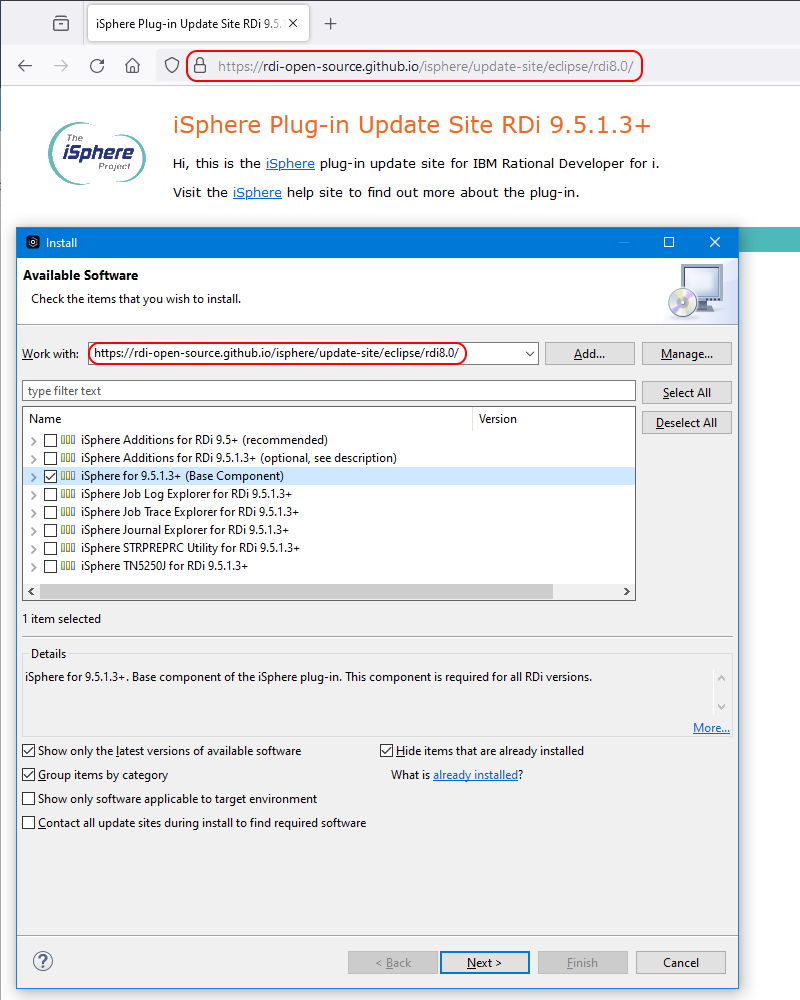 iSphere Plug-in Update Site RDi 9.5.
https://rdi-open-source.github.io/isphere/update-site/eclipse/rdi8.0/
The
iSphere
Project
iSphere Plug-in Update Site RDi 9.5.1.3+
Hi, this is the iSphere plug-in update site for IBM Rational Developer for i.
Visit the iSphere help site to find out more about the plug-in.
Install
Available Software
Check the items that you wish to install.
Work with: https://rdi-open-source.github.io/isphere/update-site/eclipse/rdi8.0/ Add... Manage...
type filter text
Select All
Name Version
Deselect All
iSphere Additions for RDi 9.5+ (recommended)
iSphere Additions for RDi 9.5.1.3+ (optional, see description)
iSphere for 9.5.1.3+ (Base Component)
iSphere Job Log Explorer for RDi 9.5.1.3+
iSphere Job Trace Explorer for RDi 9.5.1.3+
iSphere Journal Explorer for RDi 9.5.1.3+
iSphere STRPREPRC Utility for RDi 9.5.1.3+
iSphere TN5250J for RDi 9.5.1.3+
1 item selected
Details
iSphere for 9.5.1.3+. Base component of the iSphere plug-in. This component is required for all RDi versions.
More...
Show only the latest versions of available software Hide items that are already installed
Group items by category What is already installed?
Show only software applicable to target environment
Contact all update sites during install to find required software
? < Back Next > Finish Cancel